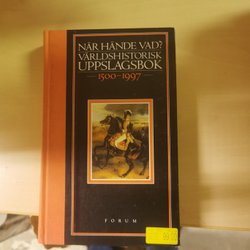 NÄR HÄNDE VAD?
VÄRLDSHISTORISK
UPPSLAGSBOK
1500–1997
FORUM